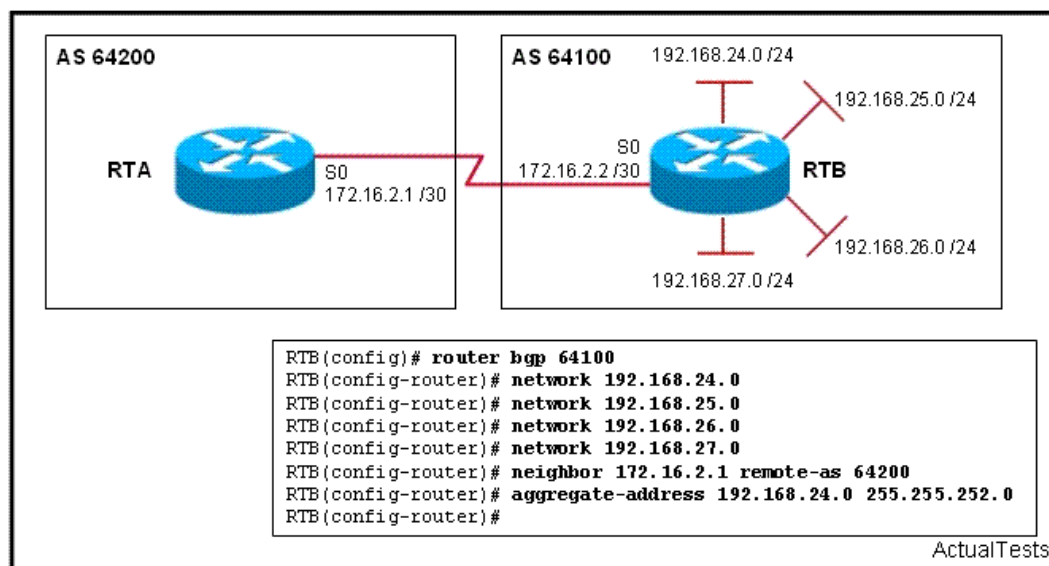 AS 64200
AS 64100
192.168.24.0 /24
192.168.25.0 /24
RTA
S0
172.16.2.1 /30
S0
172.16.2.2 /30
RTB
192.168.26.0 /24
192.168.27.0 /24
RTB(config)# router bgp 64100
RTB(config-router)# network 192.168.24.0
RTB(config-router)# network 192.168.25.0
RTB(config-router)# network 192.168.26.0
RTB(config-router)# network 192.168.27.0
RTB(config-router)# neighbor 172.16.2.1 remote-as 64200
RTB(config-router)# aggregate-address 192.168.24.0 255.255.252.0
RTB(config-router)#
ActualTests